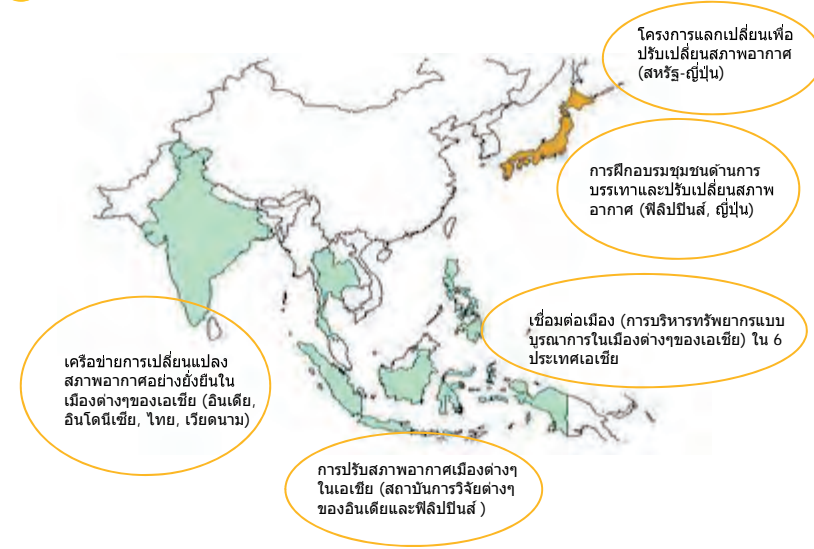 โครงการแลกเปลี่ยนเพื่อ
ปรับเปลี่ยนสภาพอากาศ
(สหรัฐ-ญี่ปุ่น)
การฝึกอบรมชุมชนด้านการ
บรรเทาและปรับเปลี่ยนสภาพ
อากาศ (ฟิลิปปินส์, ญี่ปุ่น)
เชื่อมต่อเมือง (การบริหารทรัพยากรแบบ
บูรณาการในเมืองต่างๆของเอเชีย) ใน 6
ประเทศเอเชีย
เครือข่ายการเปลี่ยนแปลง
สภาพอากาศอย่างยั่งยืนใน
เมืองต่างๆของเอเชีย (อินเดีย,
อินโดนีเซีย, ไทย, เวียดนาม)
การปรับสภาพอากาศเมืองต่างๆ
ในเอเชีย (สถาบันการวิจัยต่างๆ
ของอินเดียและฟิลิปปินส์ )